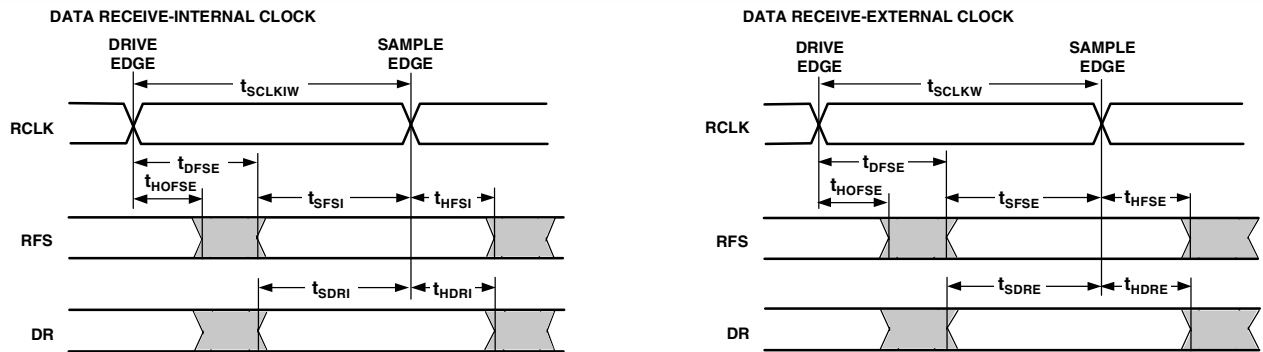 DATA RECEIVE-INTERNAL CLOCK
DRIVE EDGE
SAMPLE EDGE
tSCLKIW
RCLK
tDFSE
tHOFSE
tSFSI
tHFSI
RFS
tSDRI
tHDRI
DR
DATA RECEIVE-EXTERNAL CLOCK
DRIVE EDGE
SAMPLE EDGE
tSCLKW
RCLK
tDFSE
tHOFSE
tSFSE
tHFSE
RFS
tSDRE
tHDRE
DR